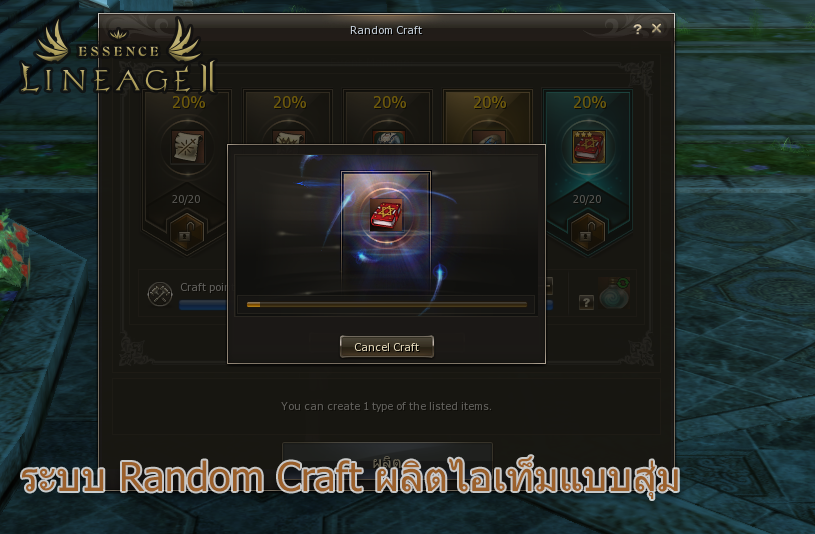 Random Craft
? ×
ESSENCE
LINEAGE II
20% 20% 20% 20% 20%
20/20 20/20
Craft
?
Cancel Craft
You can create 1 type of the listed items.
ผลิต
ระบบ Random Craft ผลิตไอเท็มแบบสุ่ม